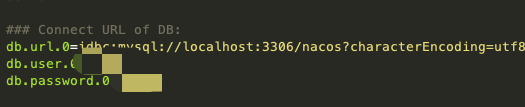 ### Connect URL of DB:
db.url.0=jdbc:mysql://localhost:3306/nacos?characterEncoding=utf8
db.user.0
db.password.0